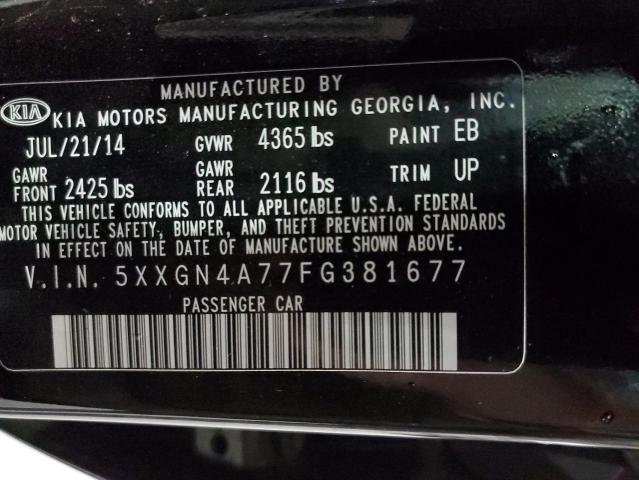 MANUFACTURED BY
KIA KIA MOTORS MANUFACTURING GEORGIA, INC.
JUL/21/14 GVWR 4365 lbs PAINT EB
GAWR FRONT 2425 lbs GAWR REAR 2116 lbs TRIM UP
THIS VEHICLE CONFORMS TO ALL APPLICABLE U.S.A. FEDERAL
MOTOR VEHICLE SAFETY, BUMPER, AND THEFT PREVENTION STANDARDS
IN EFFECT ON THE DATE OF MANUFACTURE SHOWN ABOVE.
V.I.N. 5XXGN4A77FG381677
PASSENGER CAR